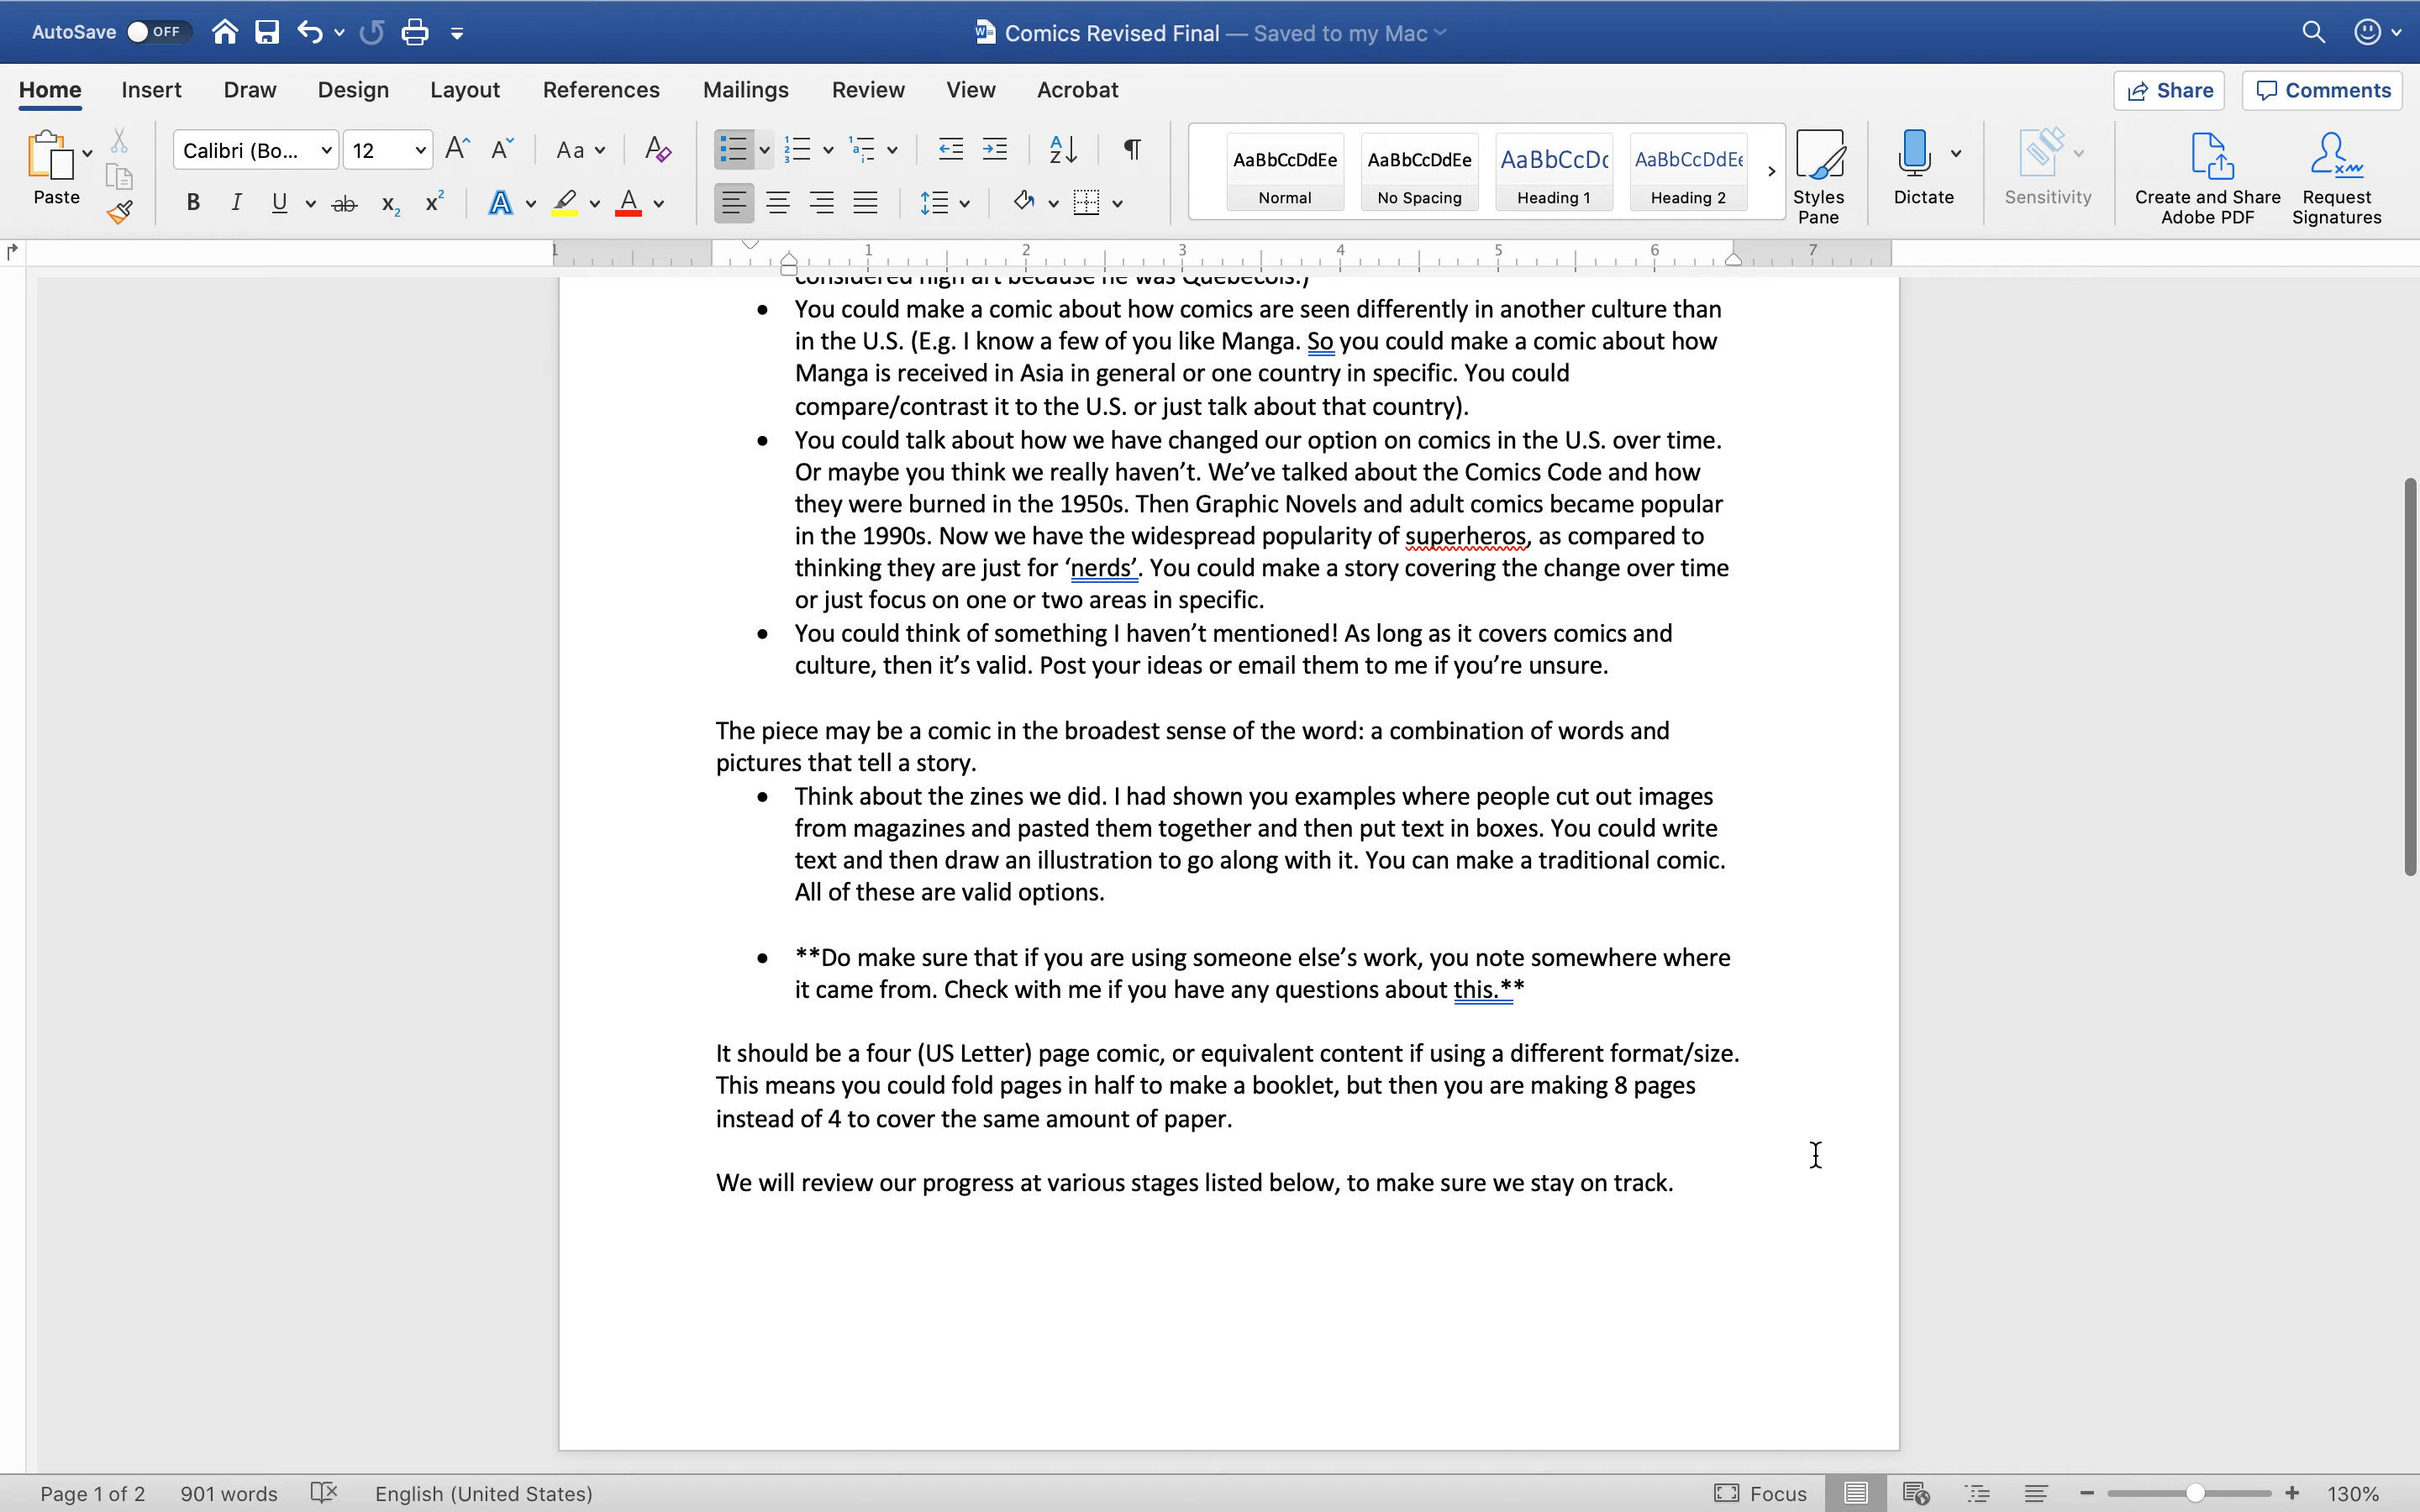 AutoSave OFF Comics Revised Final — Saved to my Mac
Home Insert Draw Design Layout References Mailings Review View Acrobat Share Comments
Paste Calibri (Bo... 12 Aa AaBbCcDdEe AaBbCcDdEe AaBbCcDc AaBbCcDdEe
Normal No Spacing Heading 1 Heading 2 Styles Pane Dictate Sensitivity Create and Share Adobe PDF Request Signatures
1 1 2 3 4 5 6 7
considered high art because he was Quebecois.)
• You could make a comic about how comics are seen differently in another culture than
in the U.S. (E.g. I know a few of you like Manga. So you could make a comic about how
Manga is received in Asia in general or one country in specific. You could
compare/contrast it to the U.S. or just talk about that country).
• You could talk about how we have changed our option on comics in the U.S. over time.
Or maybe you think we really haven’t. We’ve talked about the Comics Code and how
they were burned in the 1950s. Then Graphic Novels and adult comics became popular
in the 1990s. Now we have the widespread popularity of superheros, as compared to
thinking they are just for ‘nerds’. You could make a story covering the change over time
or just focus on one or two areas in specific.
• You could think of something I haven’t mentioned! As long as it covers comics and
culture, then it’s valid. Post your ideas or email them to me if you’re unsure.
The piece may be a comic in the broadest sense of the word: a combination of words and
pictures that tell a story.
• Think about the zines we did. I had shown you examples where people cut out images
from magazines and pasted them together and then put text in boxes. You could write
text and then draw an illustration to go along with it. You can make a traditional comic.
All of these are valid options.
• **Do make sure that if you are using someone else’s work, you note somewhere where
it came from. Check with me if you have any questions about this.**
It should be a four (US Letter) page comic, or equivalent content if using a different format/size.
This means you could fold pages in half to make a booklet, but then you are making 8 pages
instead of 4 to cover the same amount of paper.
We will review our progress at various stages listed below, to make sure we stay on track.
Page 1 of 2 901 words English (United States) Focus 130%